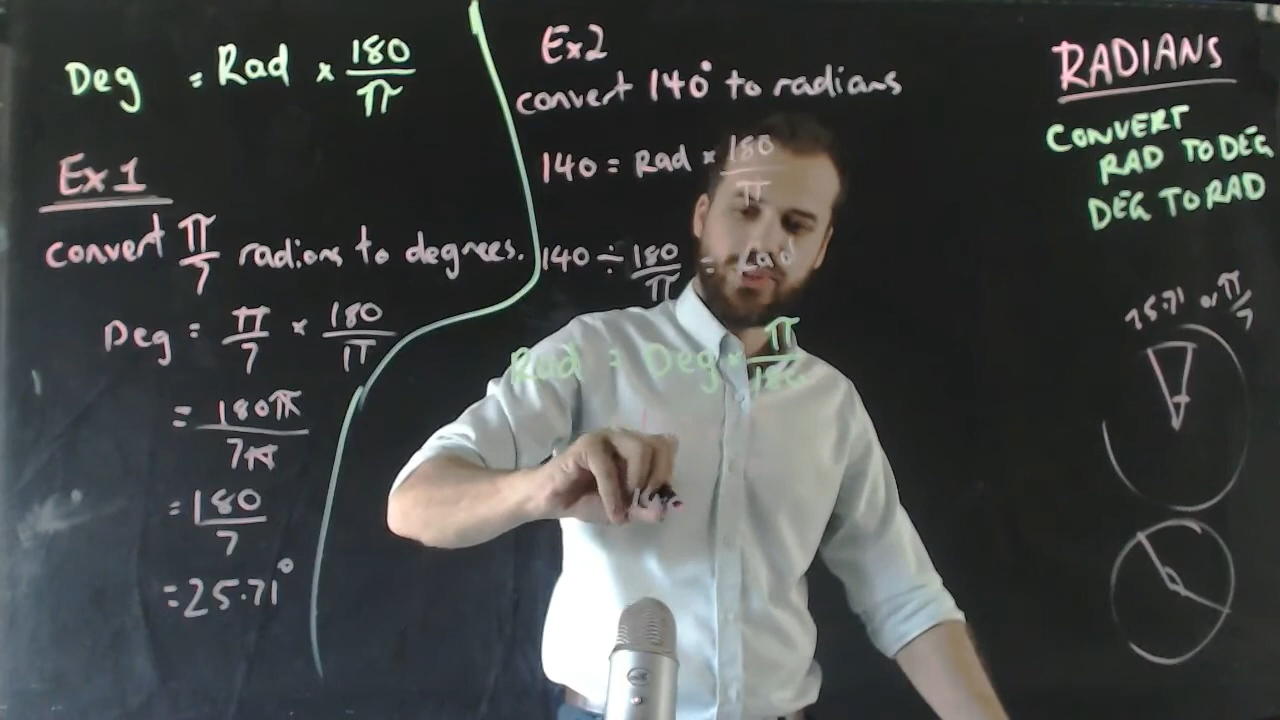 Deg = Rad × 180/π
Ex 1
convert π/7 radians to degrees.
Deg = π/7 × 180/π
= 180π/7π
= 180/7
= 25.71°
Ex2
convert 140° to radians
140 = Rad × 180/π
140 ÷ 180/π = Rad
Rad = Deg × π/180
RADIANS
CONVERT
RAD TO DEG
DEG TO RAD
25.71 or π/7